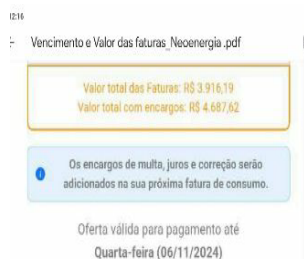 12:16
Vencimento e Valor das faturas_Neoenergia .pdf
Valor total das Faturas: R$ 3.916,19
Valor total com encargos: R$ 4.687,62
Os encargos de multa, juros e correção serão
adicionados na sua próxima fatura de consumo.
Oferta válida para pagamento até
Quarta-feira (06/11/2024)